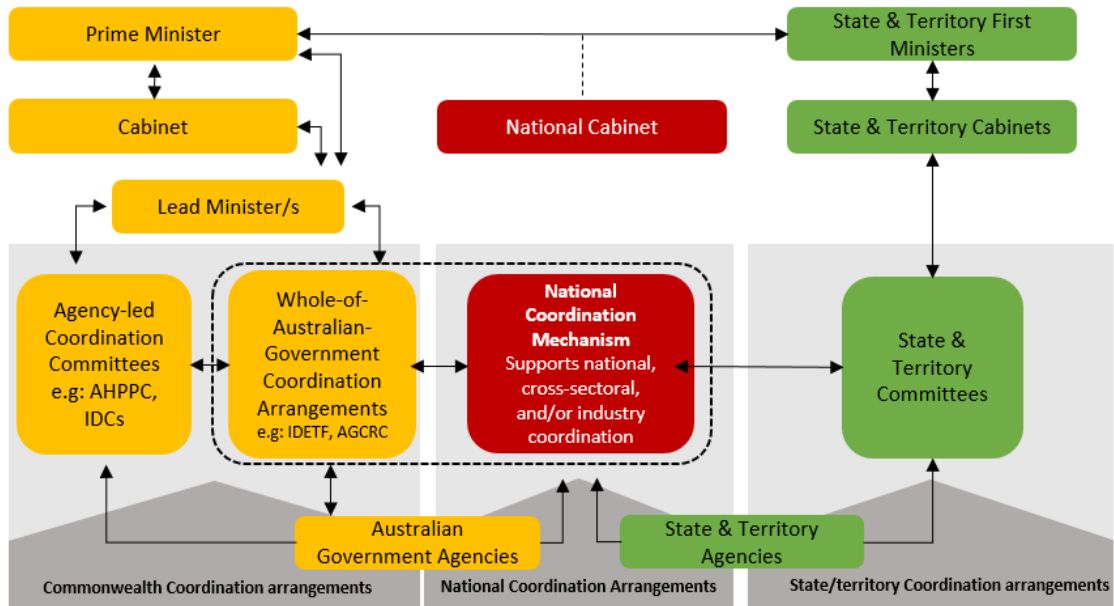 Prime Minister
State & Territory First
Ministers
Cabinet
National Cabinet
State & Territory Cabinets
Lead Minister/s
Agency-led
Coordination
Committees
e.g: AHPPC,
IDCs
Whole-of-
Australian-
Government
Coordination
Arrangements
e.g: IDETF, AGCRC
National
Coordination
Mechanism
Supports national,
cross-sectoral,
and/or industry
coordination
State &
Territory
Committees
Australian
Government Agencies
State & Territory
Agencies
Commonwealth Coordination arrangements
National Coordination Arrangements
State/territory Coordination arrangements